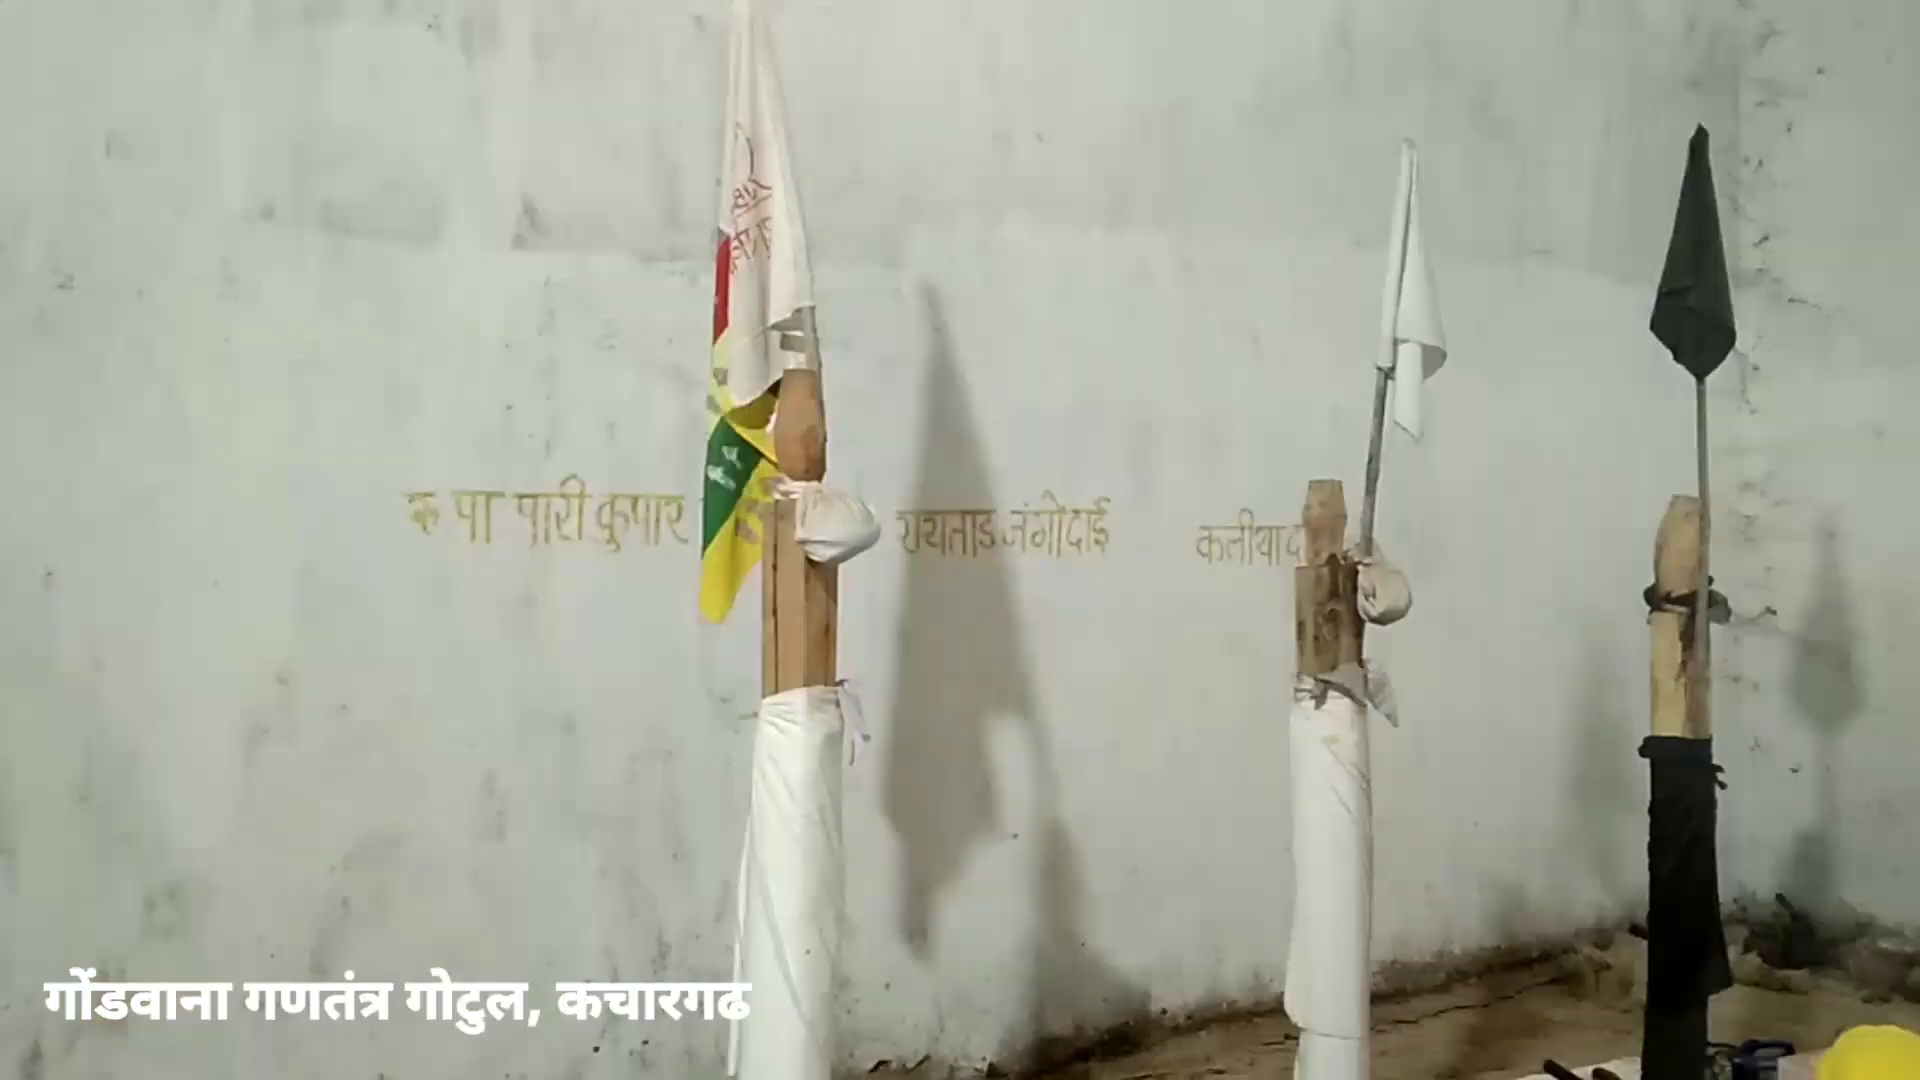 रु पा पारी कुपार
रायताड जंगोदाई
कलीया
गोंडवाना गणतंत्र गोटुल, कचारगढ